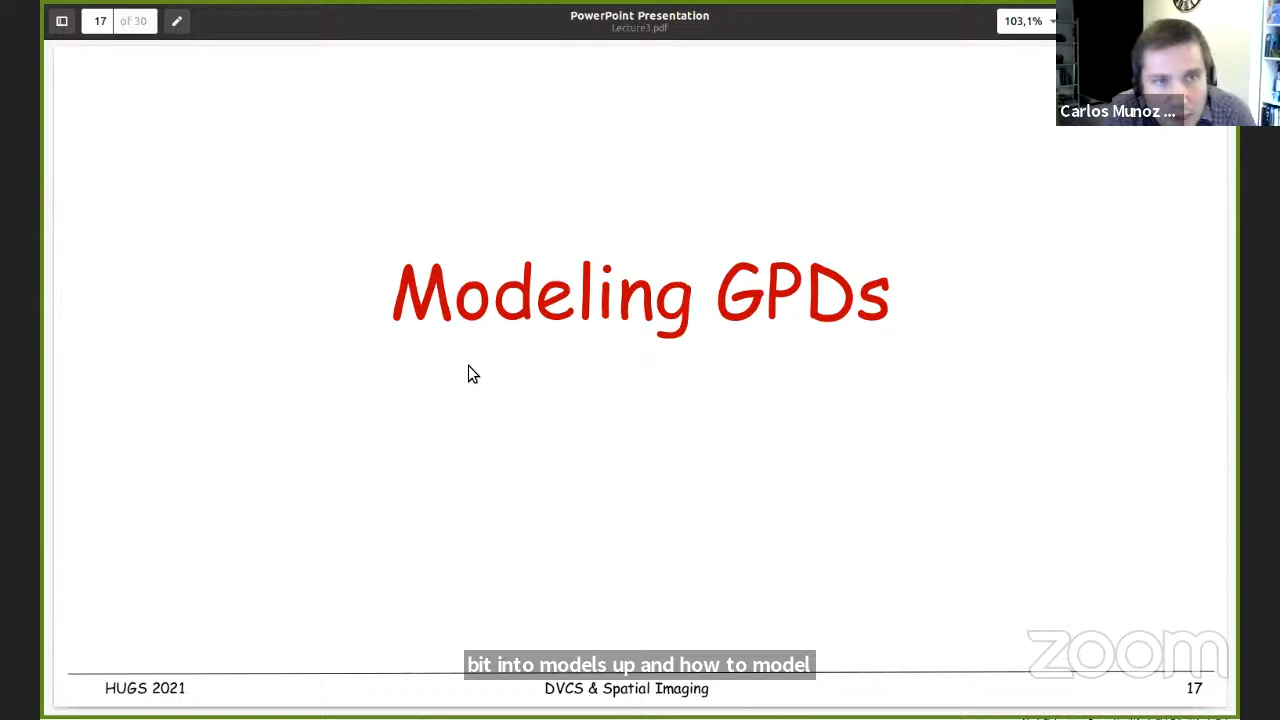 17 of 30
PowerPoint Presentation
Lecture3.pdf
103,1%
Carlos Munoz ...
Modeling GPDs
zoom
bit into models up and how to model
HUGS 2021
DVCS & Spatial Imaging
17